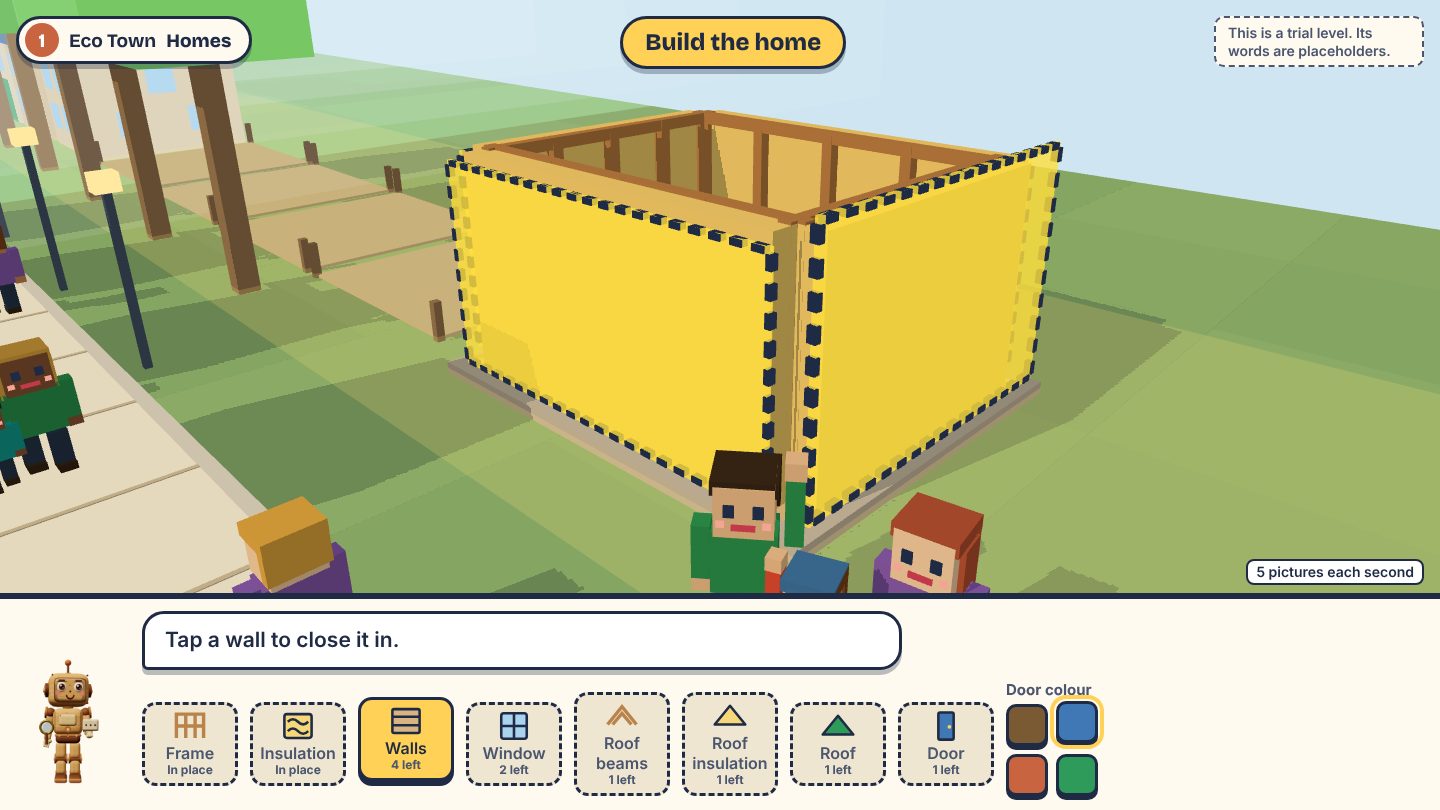 1 Eco Town Homes
Build the home
This is a trial level. Its
words are placeholders.
5 pictures each second
Tap a wall to close it in.
Door colour
Frame
In place
Insulation
In place
Walls
4 left
Window
2 left
Roof
beams
1 left
Roof
insulation
1 left
Roof
1 left
Door
1 left